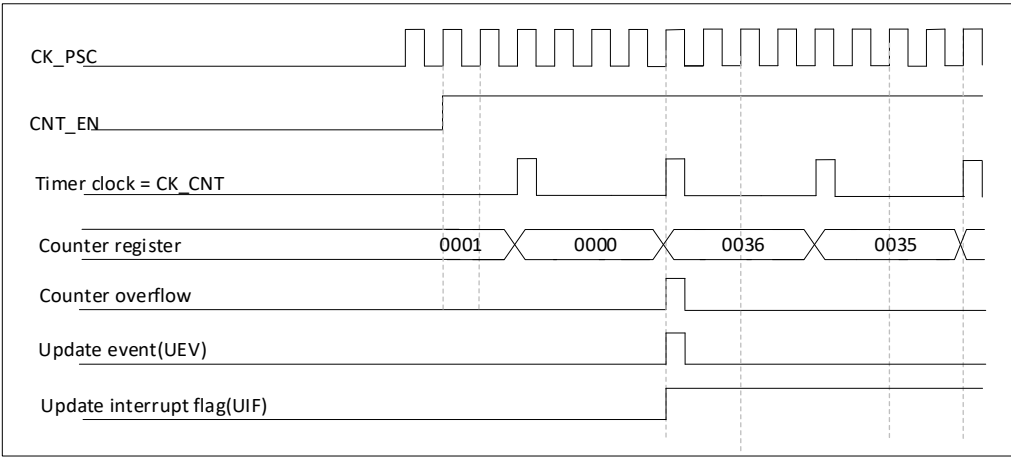 CK_PSC
CNT_EN
Timer clock = CK_CNT
Counter register 0001 0000 0036 0035
Counter overflow
Update event(UEV)
Update interrupt flag(UIF)